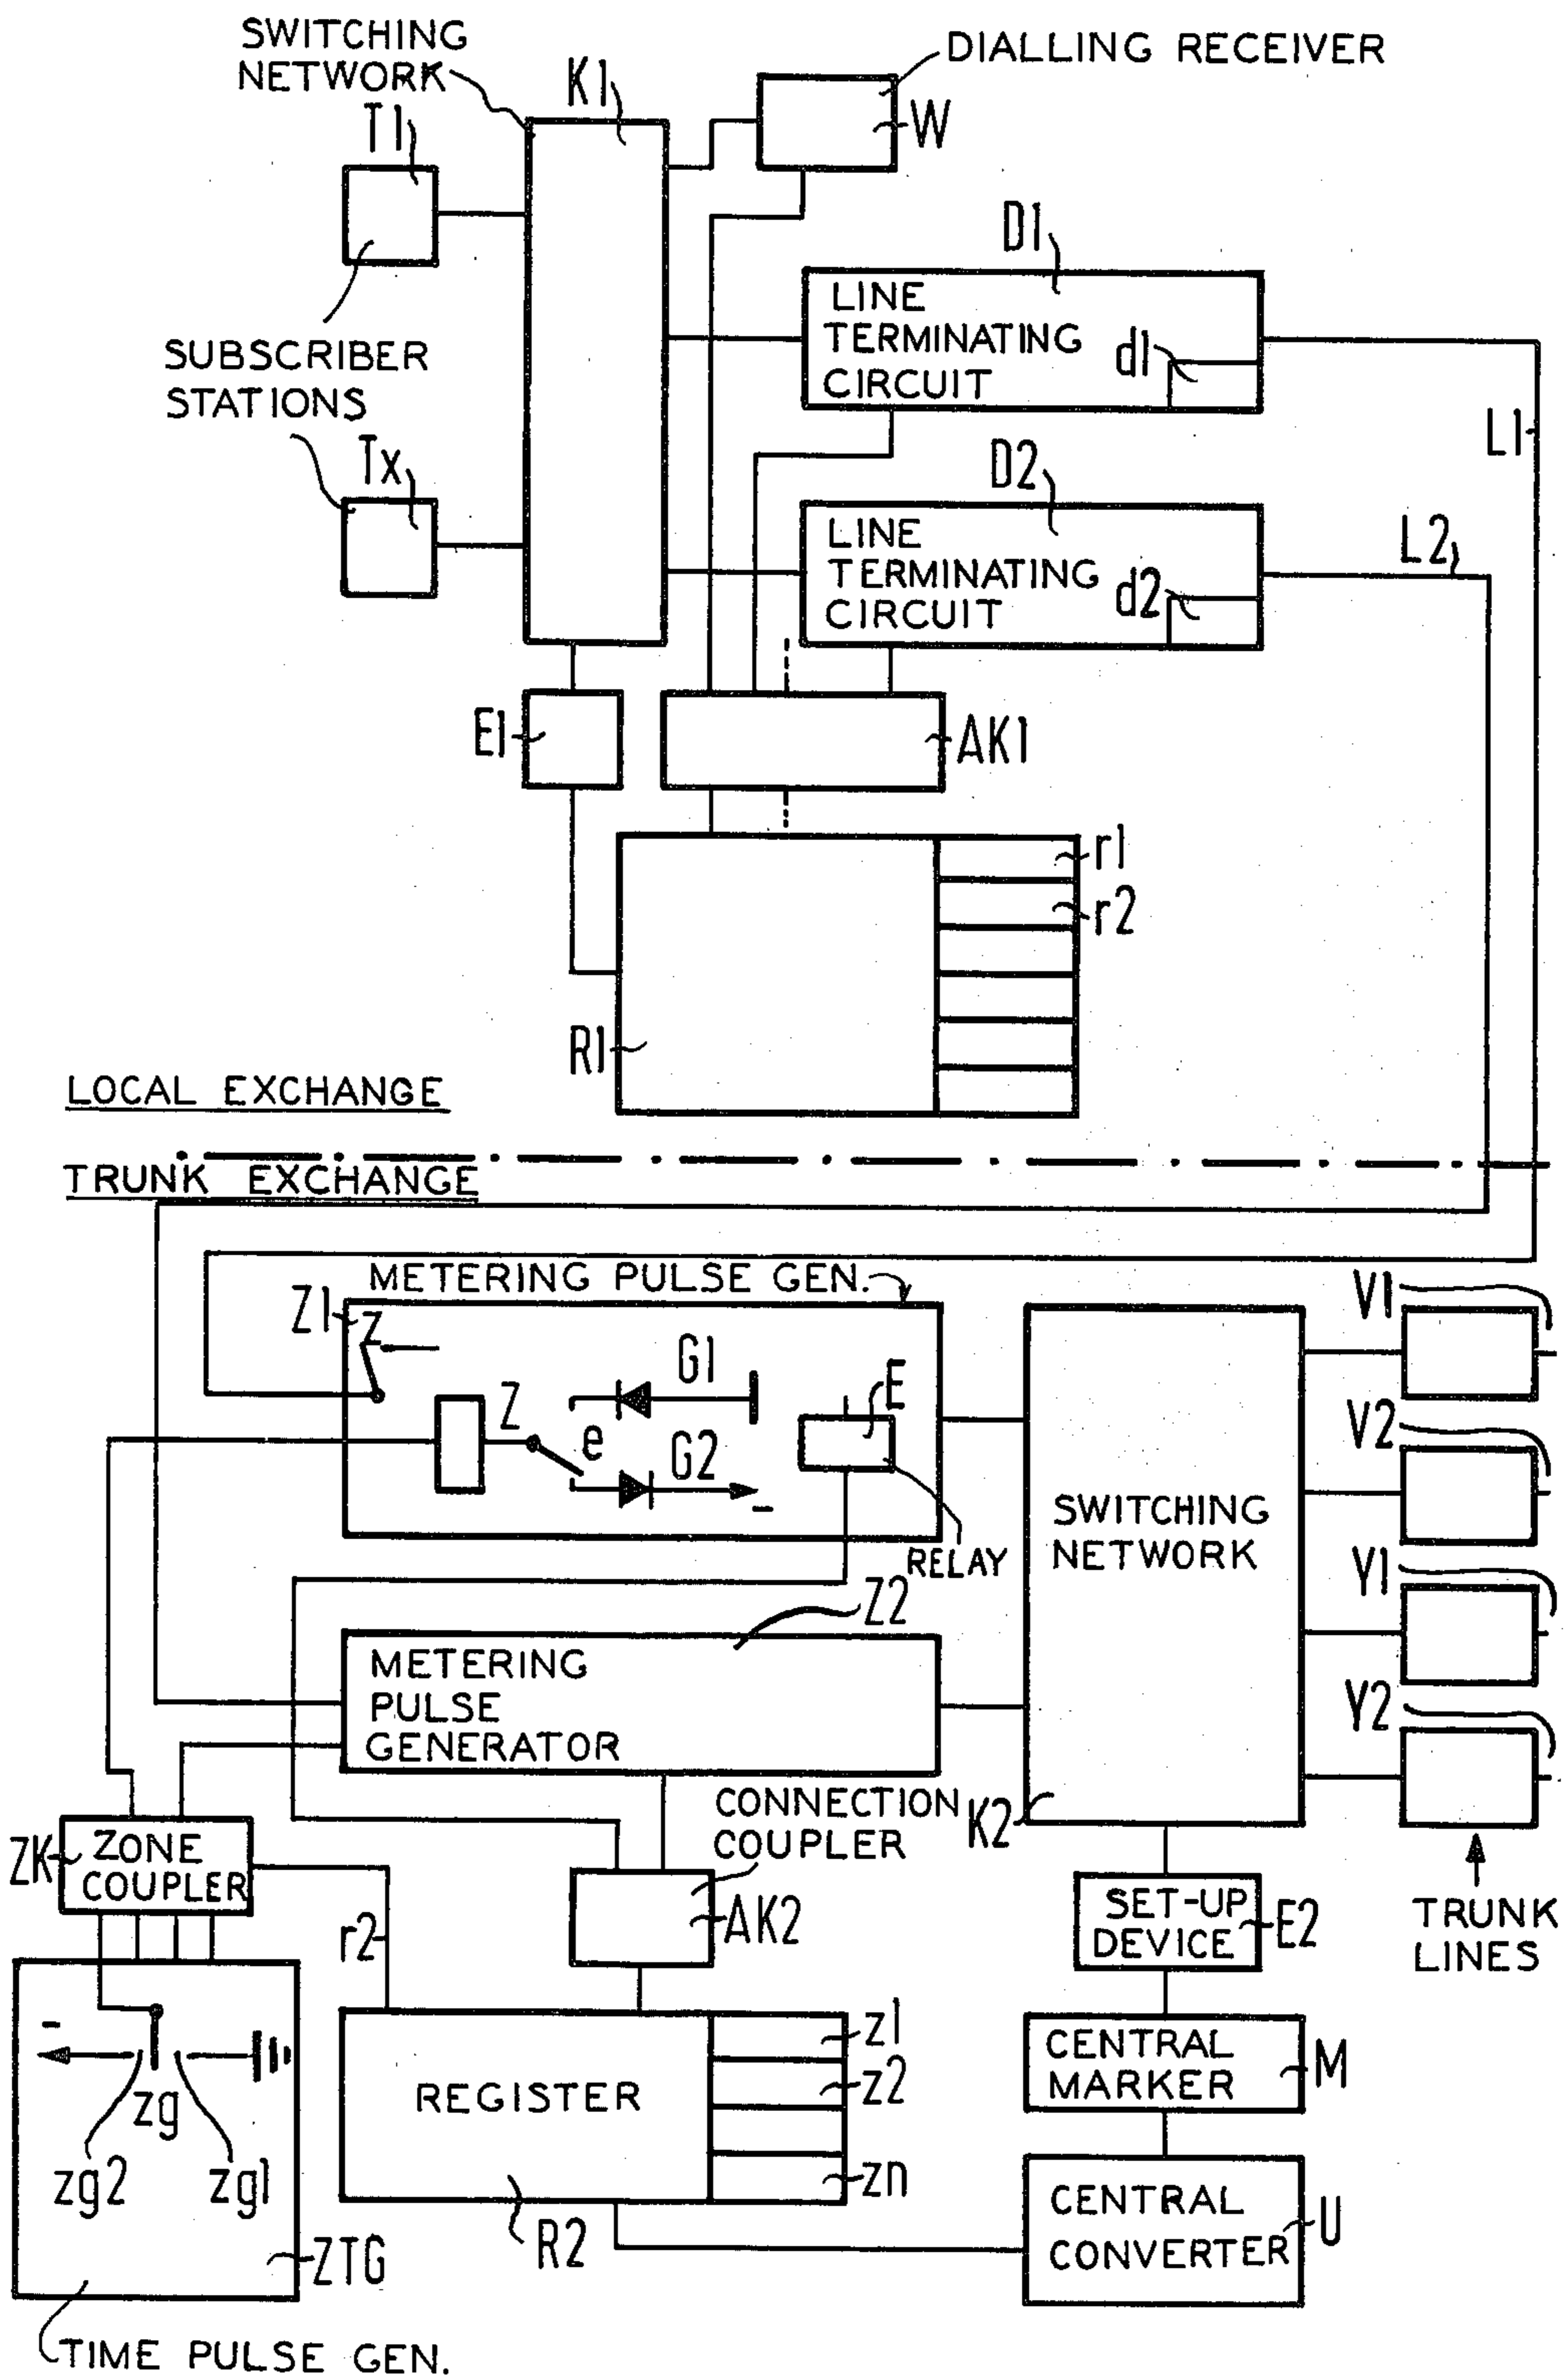 SWITCHING
NETWORK
K1
DIALLING RECEIVER
W
T1
SUBSCRIBER
STATIONS
Tx
D1
LINE
TERMINATING
CIRCUIT
d1
L1
D2
LINE
TERMINATING
CIRCUIT
d2
L2
E1
AK1
r1
r2
R1
LOCAL EXCHANGE
TRUNK EXCHANGE
METERING PULSE GEN.
Z1
z
G1
E
Z
e
G2
-
RELAY
V1
V2
Y1
Y2
SWITCHING
NETWORK
Z2
METERING
PULSE
GENERATOR
CONNECTION
COUPLER
K2
ZK
ZONE
COUPLER
r2
AK2
SET-UP
DEVICE
E2
TRUNK
LINES
-
zg
zg2
zg1
ZTG
REGISTER
z1
z2
zn
R2
CENTRAL
MARKER
M
CENTRAL
CONVERTER
U
TIME PULSE GEN.